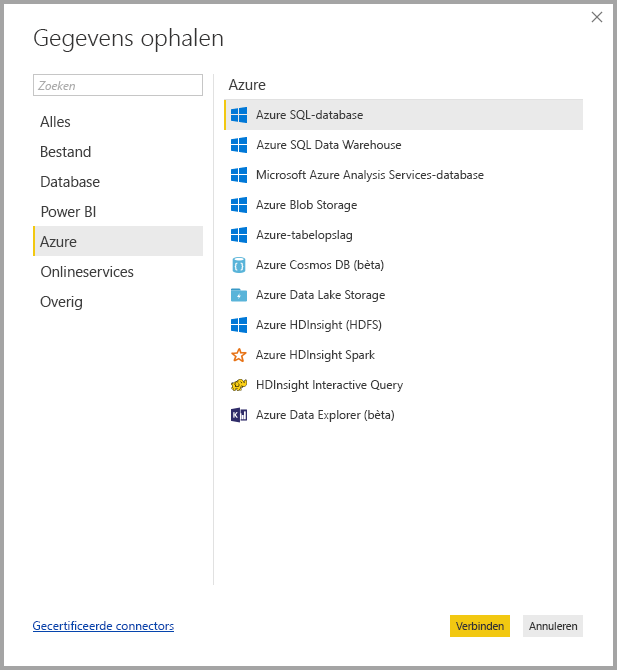 Gegevens ophalen
Zoeken
Alles
Bestand
Database
Power BI
Azure
Onlineservices
Overig
Azure
Azure SQL-database
Azure SQL Data Warehouse
Microsoft Azure Analysis Services-database
Azure Blob Storage
Azure-tabelopslag
Azure Cosmos DB (bèta)
Azure Data Lake Storage
Azure HDInsight (HDFS)
Azure HDInsight Spark
HDInsight Interactive Query
Azure Data Explorer (bèta)
Gecertificeerde connectors
Verbinden
Annuleren